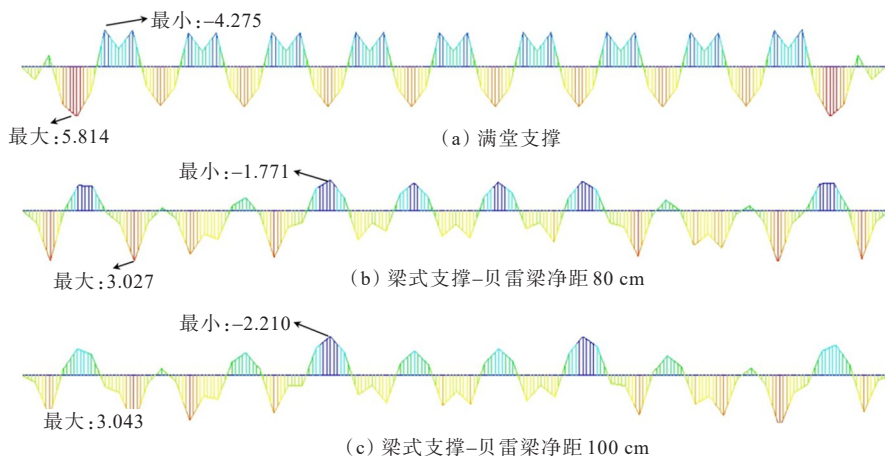 最小:–4.275
最大:5.814
(a) 满堂支撑
最小:–1.771
最大:3.027
(b) 梁式支撑–贝雷梁净距 80 cm
最小:–2.210
最大:3.043
(c) 梁式支撑–贝雷梁净距 100 cm